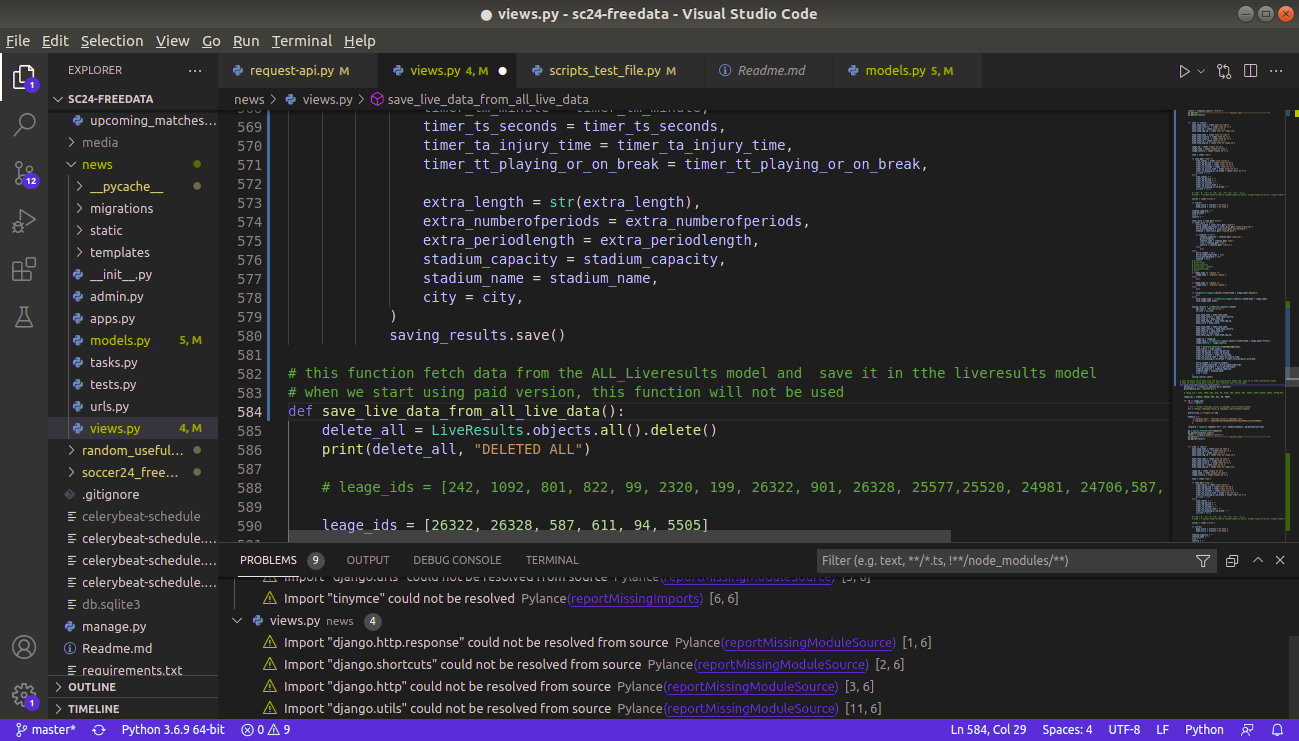 ● views.py - sc24-freedata - Visual Studio Code
File Edit Selection View Go Run Terminal Help
EXPLORER ···
SC24-FREEDATA
upcoming_matches...
media
news
__pycache__
migrations
static
templates
__init__.py
admin.py
apps.py
models.py 5, M
tasks.py
tests.py
urls.py
views.py 4, M
random_useful...
soccer24_free...
.gitignore
celerybeat-schedule
celerybeat-schedule....
celerybeat-schedule....
celerybeat-schedule....
db.sqlite3
manage.py
Readme.md
requirements.txt
OUTLINE
TIMELINE
1
12
1
request-api.py M
views.py 4, M ●
scripts_test_file.py M
Readme.md
models.py 5, M
news > views.py > save_live_data_from_all_live_data
568 timer_tm_minute = timer_tm_minute,
569 timer_ts_seconds = timer_ts_seconds,
570 timer_ta_injury_time = timer_ta_injury_time,
571 timer_tt_playing_or_on_break = timer_tt_playing_or_on_break,
572
573 extra_length = str(extra_length),
574 extra_numberofperiods = extra_numberofperiods,
575 extra_periodlength = extra_periodlength,
576 stadium_capacity = stadium_capacity,
577 stadium_name = stadium_name,
578 city = city,
579 )
580 saving_results.save()
581
582 # this function fetch data from the ALL_Liveresults model and  save it in tthe liveresults model
583 # when we start using paid version, this function will not be used
584 def save_live_data_from_all_live_data():
585 delete_all = LiveResults.objects.all().delete()
586 print(delete_all, "DELETED ALL")
587
588 # leage_ids = [242, 1092, 801, 822, 99, 2320, 199, 26322, 901, 26328, 25577,25520, 24981, 24706,587,
589
590 leage_ids = [26322, 26328, 587, 611, 94, 5505]
PROBLEMS 9 OUTPUT DEBUG CONSOLE TERMINAL Filter (e.g. text, **/*.ts, !**/node_modules/**)
Import "django.urls" could not be resolved from source Pylance(reportMissingModuleSource) [5, 6]
Import "tinymce" could not be resolved Pylance(reportMissingImports) [6, 6]
views.py news 4
Import "django.http.response" could not be resolved from source Pylance(reportMissingModuleSource) [1, 6]
Import "django.shortcuts" could not be resolved from source Pylance(reportMissingModuleSource) [2, 6]
Import "django.http" could not be resolved from source Pylance(reportMissingModuleSource) [3, 6]
Import "django.utils" could not be resolved from source Pylance(reportMissingModuleSource) [11, 6]
master* Python 3.6.9 64-bit 0 9 Ln 584, Col 29 Spaces: 4 UTF-8 LF Python